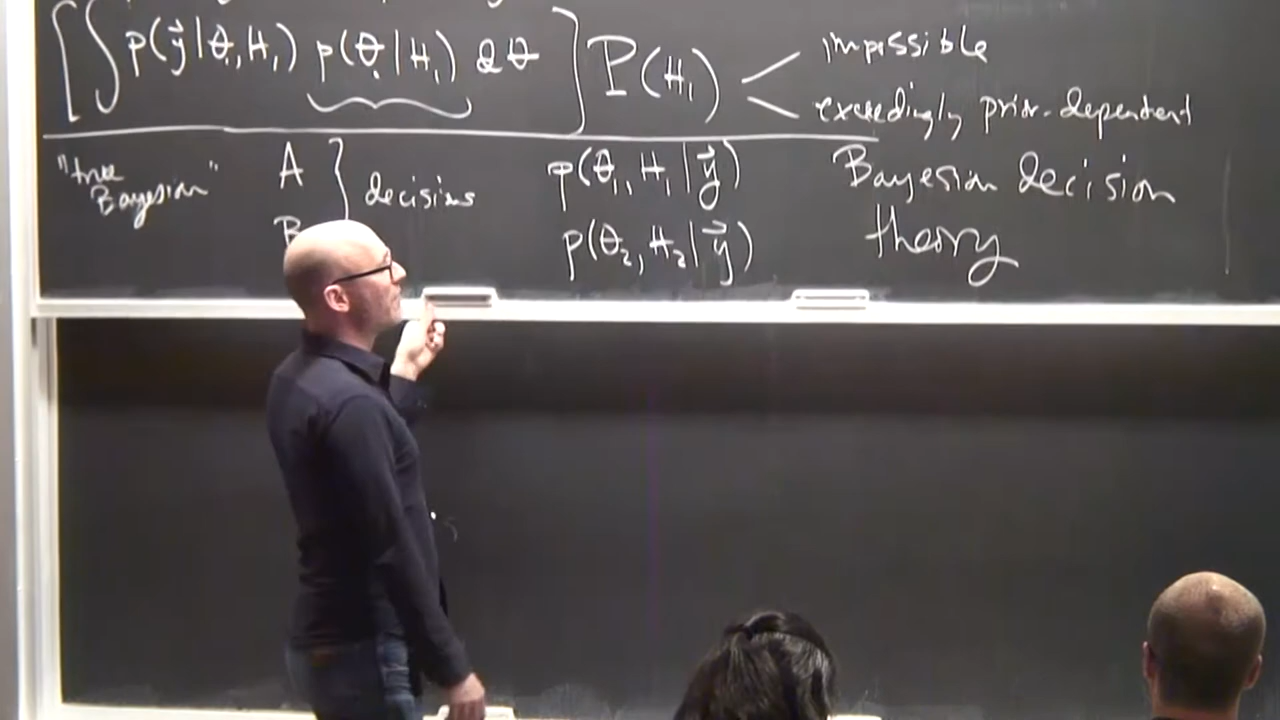 [∫ p(y⃗|θ₁,H₁) p(θ₁|H₁) dθ ] P(H₁) < impossible
exceedingly prior-dependent
"true Bayesian" A } decisions p(θ₁, H₁|y⃗) Bayesian decision
B p(θ₂, H₂|y⃗) theory